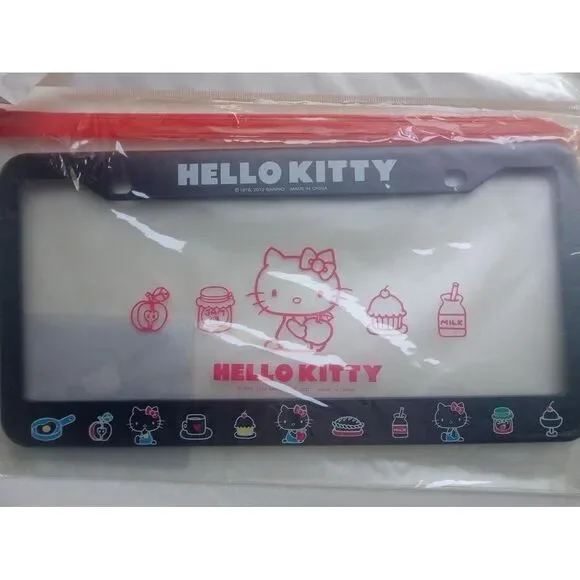 HELLO KITTY
© 1976, 2012 SANRIO MADE IN CHINA
MILK
HELLO KITTY
MILK